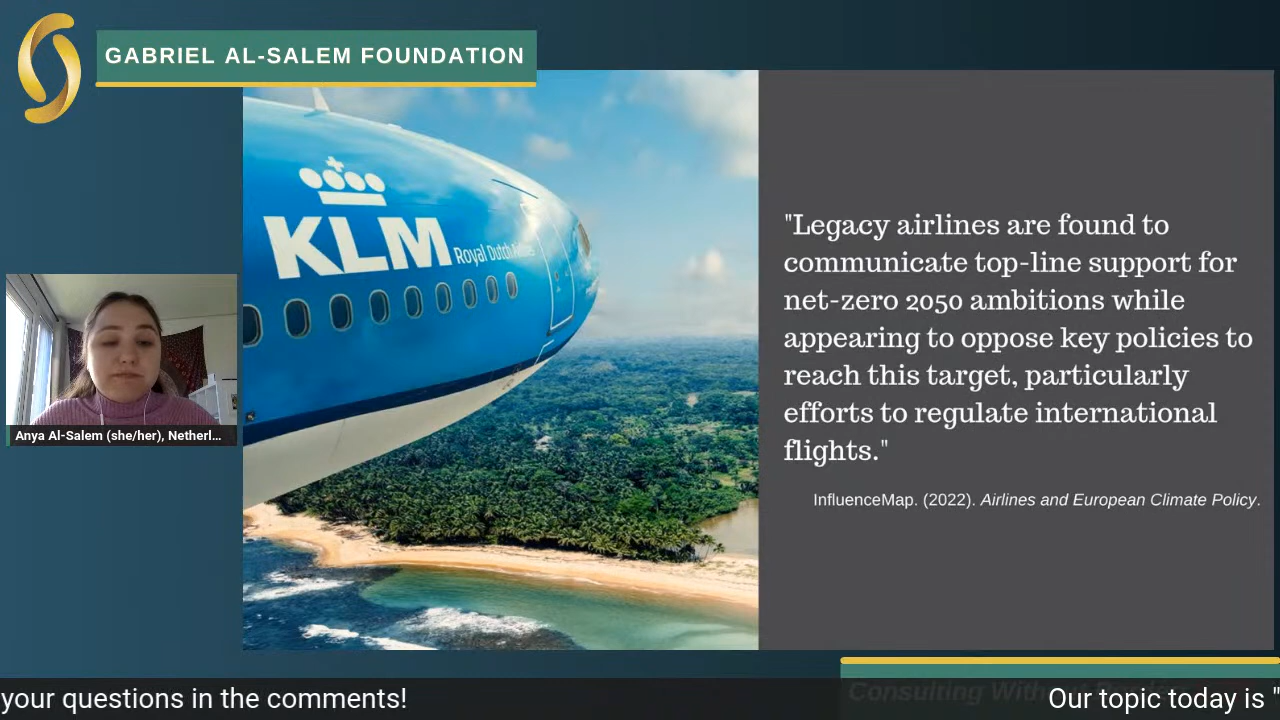 GABRIEL AL-SALEM FOUNDATION
KLM Royal Dutch Airlines
"Legacy airlines are found to
communicate top-line support for
net-zero 2050 ambitions while
appearing to oppose key policies to
reach this target, particularly
efforts to regulate international
flights."
InfluenceMap. (2022). Airlines and European Climate Policy.
Anya Al-Salem (she/her), Netherl...
Consulting With
your questions in the comments!
Our topic today is "